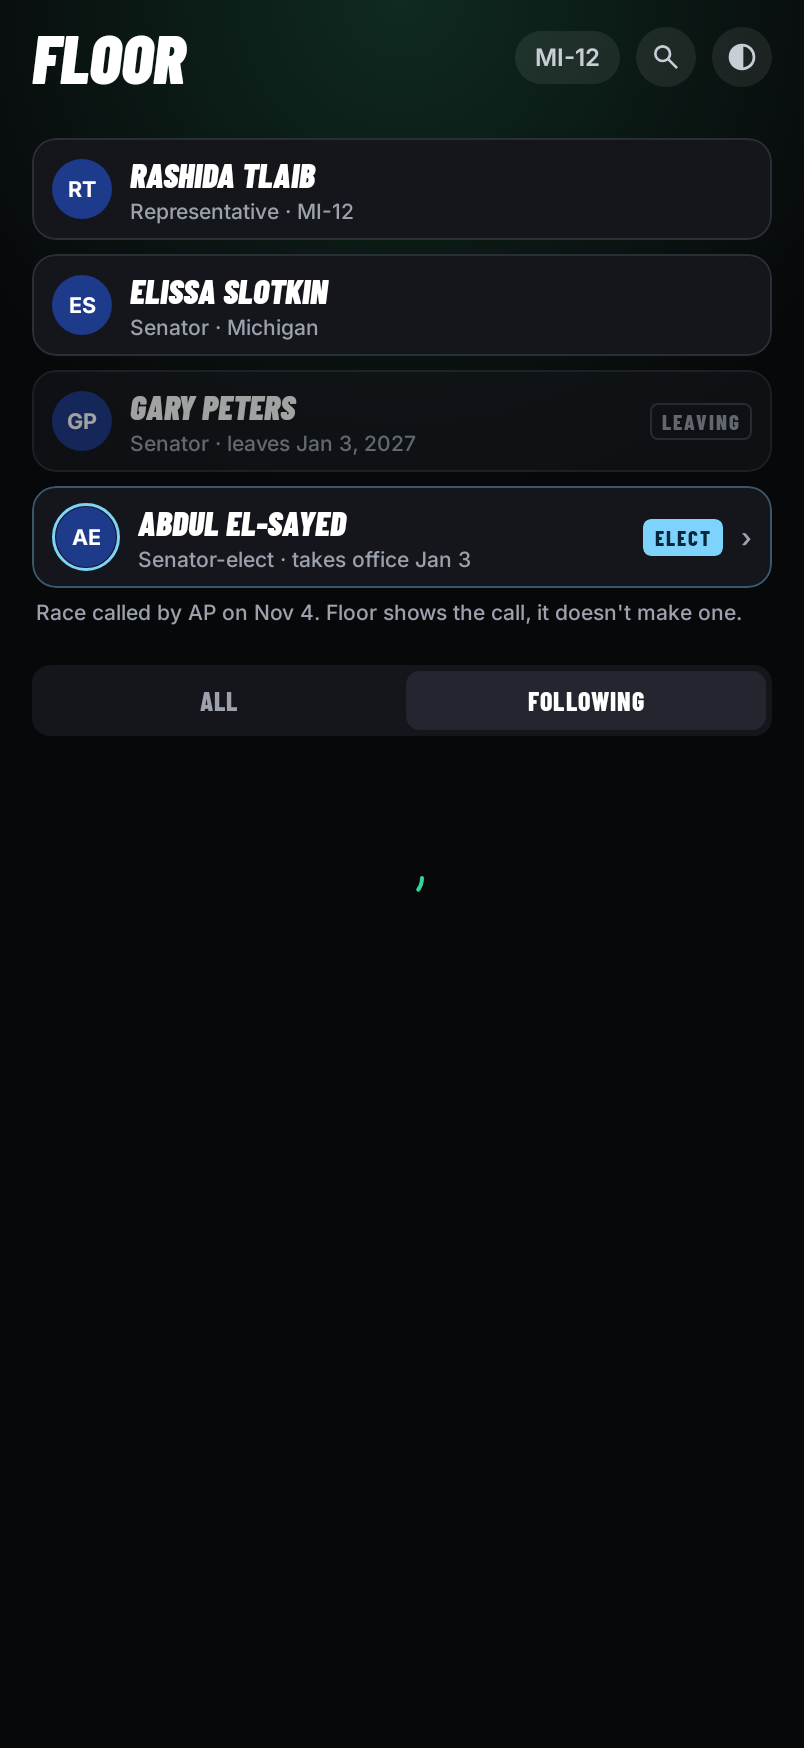 FLOOR
MI-12
RT
RASHIDA TLAIB
Representative · MI-12
ES
ELISSA SLOTKIN
Senator · Michigan
GP
GARY PETERS
Senator · leaves Jan 3, 2027
LEAVING
AE
ABDUL EL-SAYED
Senator-elect · takes office Jan 3
ELECT
Race called by AP on Nov 4. Floor shows the call, it doesn't make one.
ALL
FOLLOWING